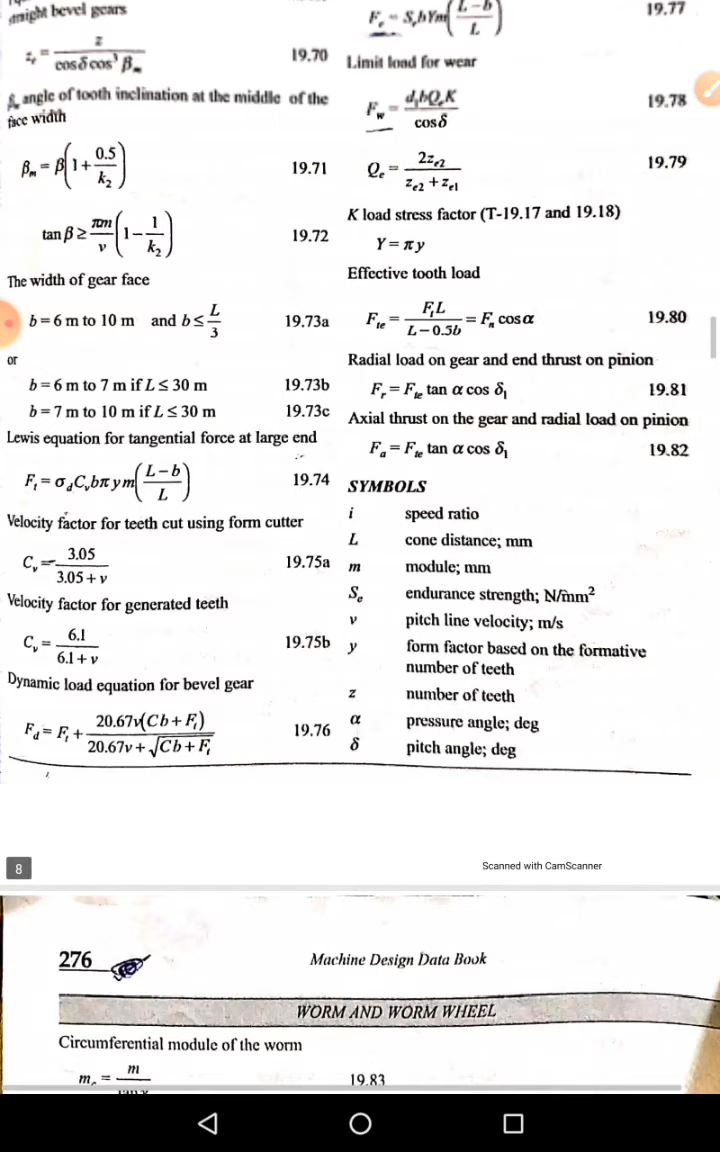 straight bevel gears
z_e = z / (cosδ cos³ β_m) 19.70
β_m angle of tooth inclination at the middle of the
face width
β_m = β(1 + 0.5/k₂) 19.71
tan β ≥ πm/v (1 − 1/k₂) 19.72
The width of gear face
b = 6 m to 10 m and b ≤ L/3 19.73a
or
b = 6 m to 7 m if L ≤ 30 m 19.73b
b = 7 m to 10 m if L ≤ 30 m 19.73c
Lewis equation for tangential force at large end
F_t = σ_d C_v b π y m((L − b)/L) 19.74
Velocity factor for teeth cut using form cutter
C_v = 3.05/(3.05 + v) 19.75a
Velocity factor for generated teeth
C_v = 6.1/(6.1 + v) 19.75b
Dynamic load equation for bevel gear
F_d = F_t + 20.67v(Cb + F_t)/(20.67v + √(Cb + F_t)) 19.76
F_e = S_e bYm((L − b)/L) 19.77
Limit load for wear
F_w = d₁bQ_eK/cosδ 19.78
Q_e = 2z_e2/(z_e2 + z_e1) 19.79
K load stress factor (T-19.17 and 19.18)
Y = π y
Effective tooth load
F_te = F_t L/(L − 0.5b) = F_n cosα 19.80
Radial load on gear and end thrust on pinion
F_r = F_te tan α cos δ₁ 19.81
Axial thrust on the gear and radial load on pinion
F_a = F_te tan α cos δ₁ 19.82
SYMBOLS
i speed ratio
L cone distance; mm
m module; mm
S_e endurance strength; N/mm²
v pitch line velocity; m/s
y form factor based on the formative
number of teeth
z number of teeth
α pressure angle; deg
δ pitch angle; deg
8
Scanned with CamScanner
276 Machine Design Data Book
WORM AND WORM WHEEL
Circumferential module of the worm
m_c = m 19.83